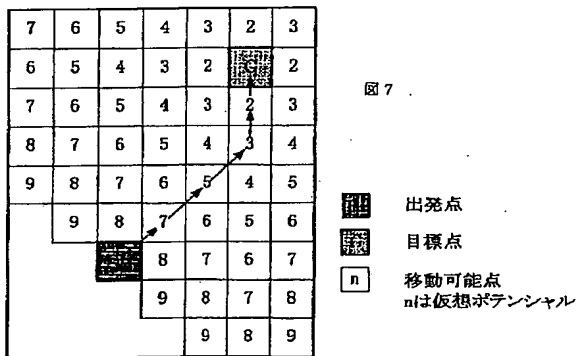 7 6 5 4 3 2 3
6 5 4 3 2 G 2
7 6 5 4 3 2 3
8 7 6 5 4 3 4
9 8 7 6 5 4 5
9 8 7 6 5 6
8 7 6 7
9 8 7 8
9 8 9
図7
出発点
目標点
n 移動可能点
nは仮想ポテンシャル